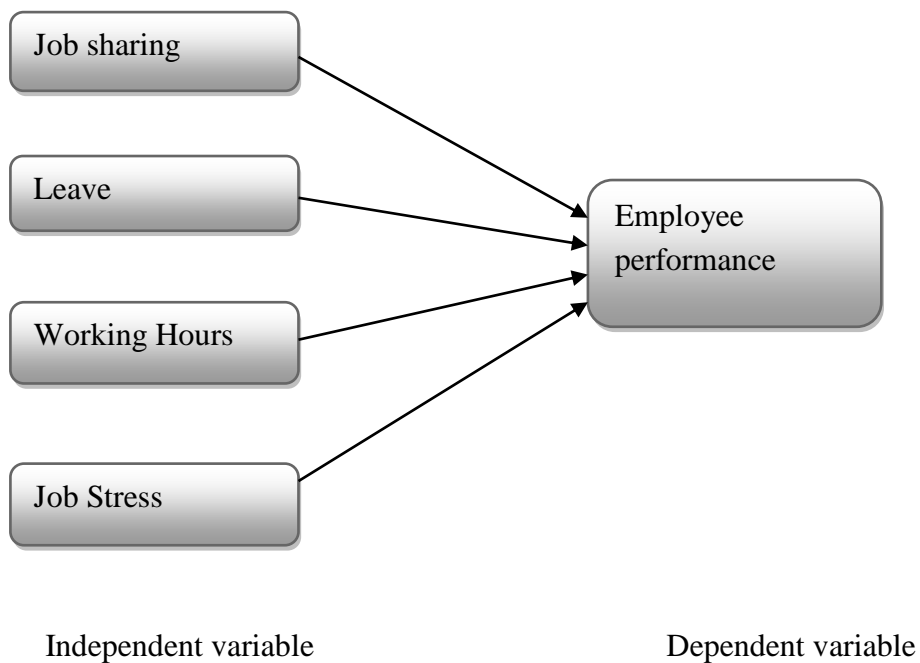 Job sharing
Leave
Working Hours
Job Stress
Employee
performance
Independent variable
Dependent variable